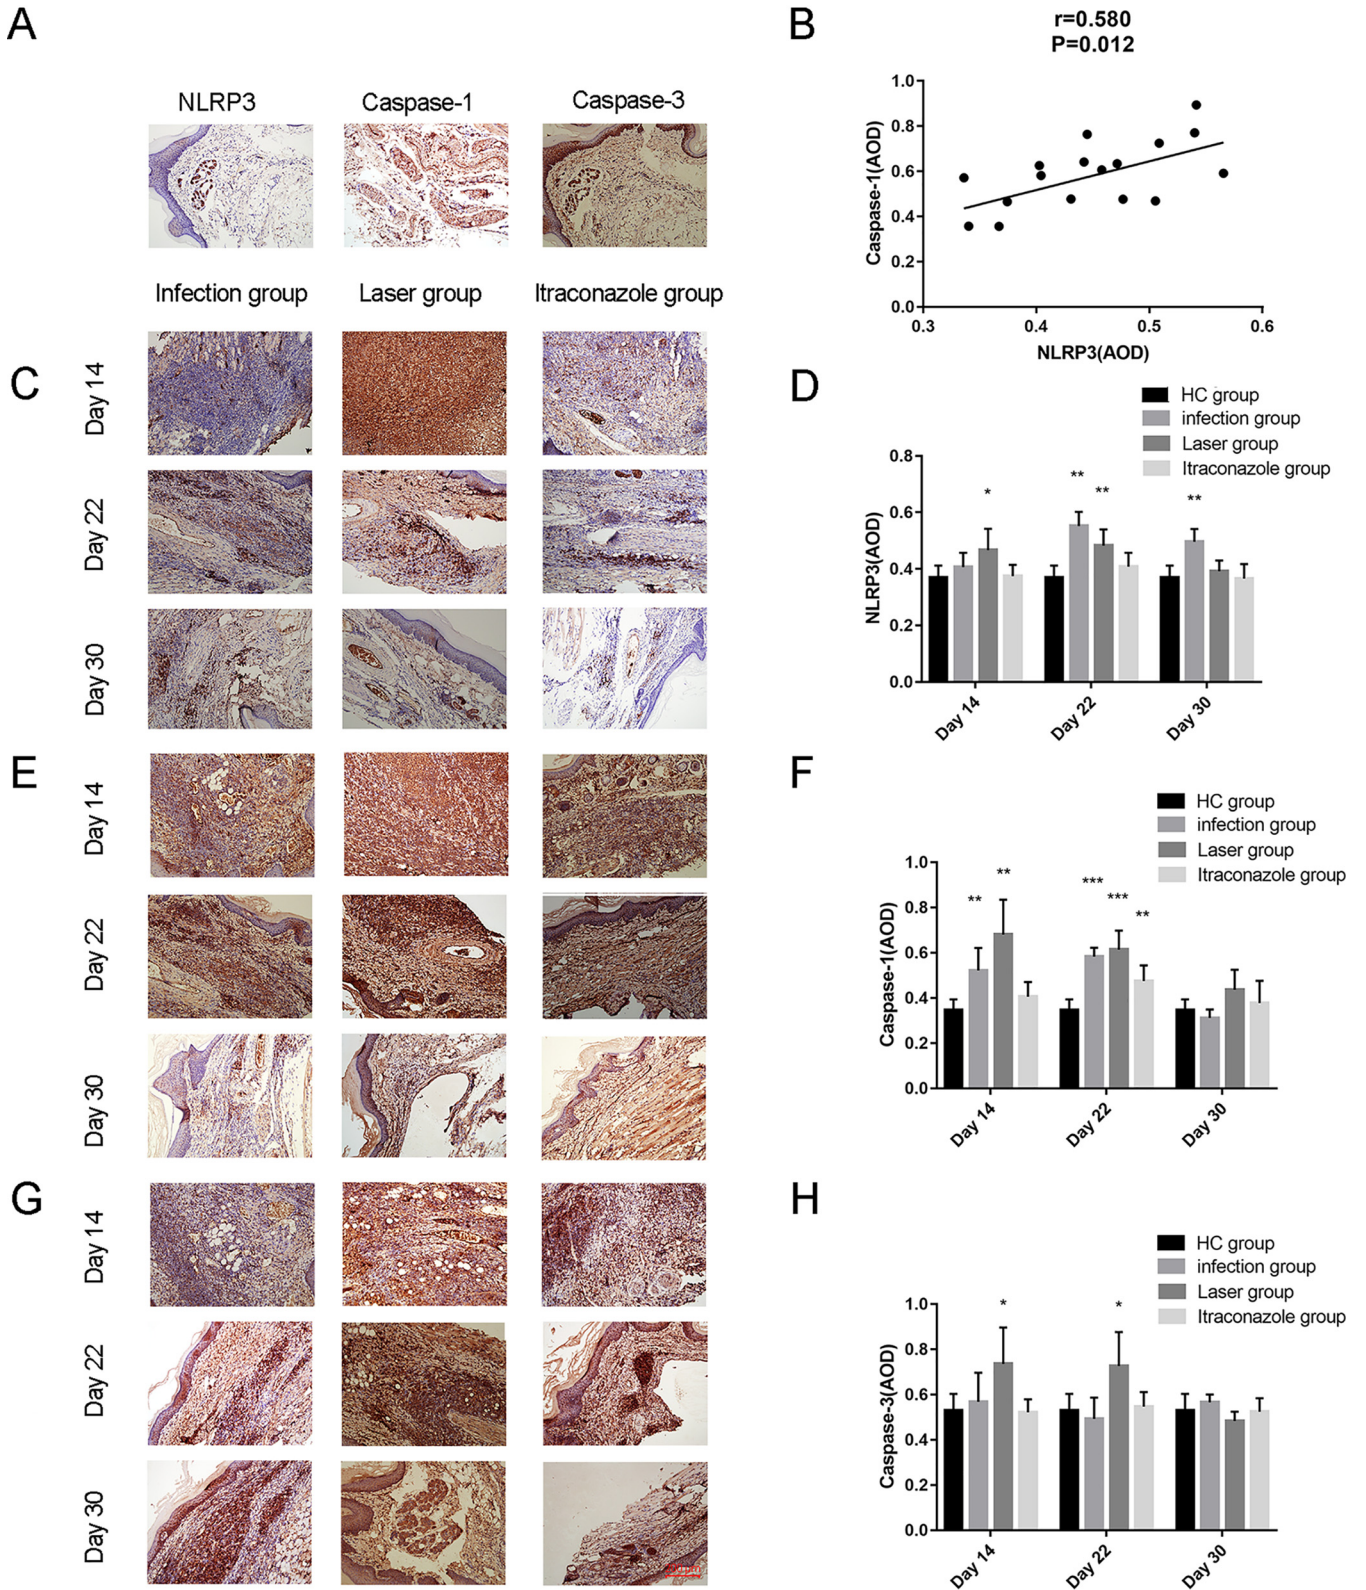 A
NLRP3 Caspase-1 Caspase-3
B
r=0.580
P=0.012
1.0
0.8
0.6
0.4
0.2
0.0
0.3 0.4 0.5 0.6
Caspase-1(AOD)
NLRP3(AOD)
Infection group Laser group Itraconazole group
C
Day 14
Day 22
Day 30
D
HC group
infection group
Laser group
Itraconazole group
0.8
0.6
0.4
0.2
0.0
NLRP3(AOD)
* ** ** **
Day 14 Day 22 Day 30
E
Day 14
Day 22
Day 30
F
HC group
infection group
Laser group
Itraconazole group
1.0
0.8
0.6
0.4
0.2
0.0
Caspase-1(AOD)
** ** *** *** **
Day 14 Day 22 Day 30
G
Day 14
Day 22
Day 30
H
HC group
infection group
Laser group
Itraconazole group
1.0
0.8
0.6
0.4
0.2
0.0
Caspase-3(AOD)
* *
Day 14 Day 22 Day 30